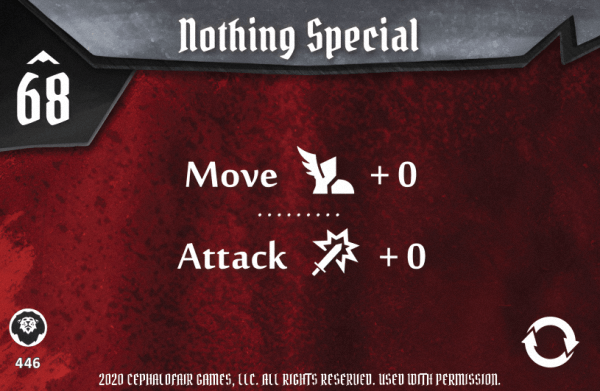 Nothing Special
68
Move + 0
Attack + 0
446
2020 CEPHALOFAIR GAMES, LLC. ALL RIGHTS RESERVED. USED WITH PERMISSION.